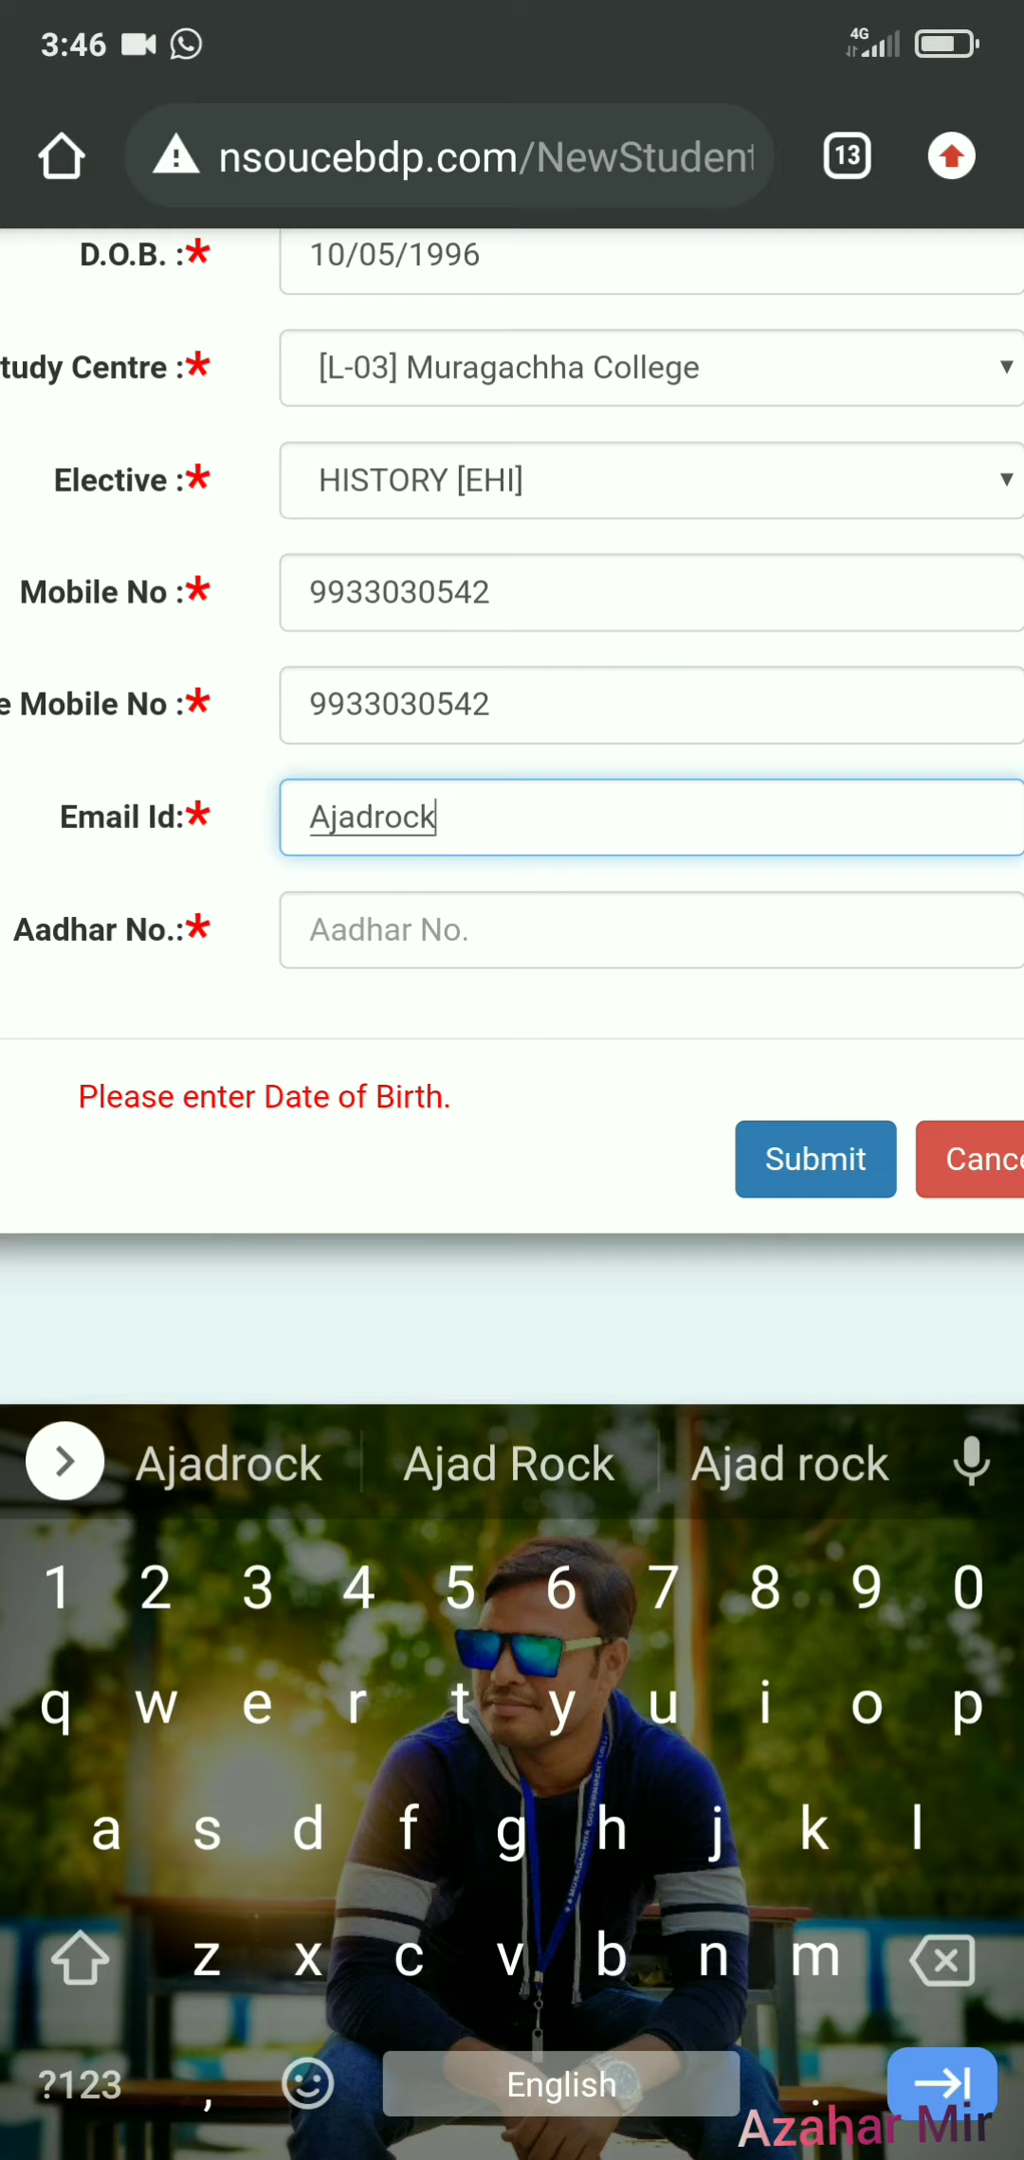 3:46
4G
nsoucebdp.com/NewStudent
13
D.O.B. :*
10/05/1996
tudy Centre :*
[L-03] Muragachha College
Elective :*
HISTORY [EHI]
Mobile No :*
9933030542
e Mobile No :*
9933030542
Email Id:*
Ajadrock
Aadhar No.:*
Aadhar No.
Please enter Date of Birth.
Submit
Cance
Ajadrock Ajad Rock Ajad rock
1 2 3 4 5 6 7 8 9 0
q w e r t y u i o p
a s d f g h j k l
z x c v b n m
?123 , English .
Azahar Mir